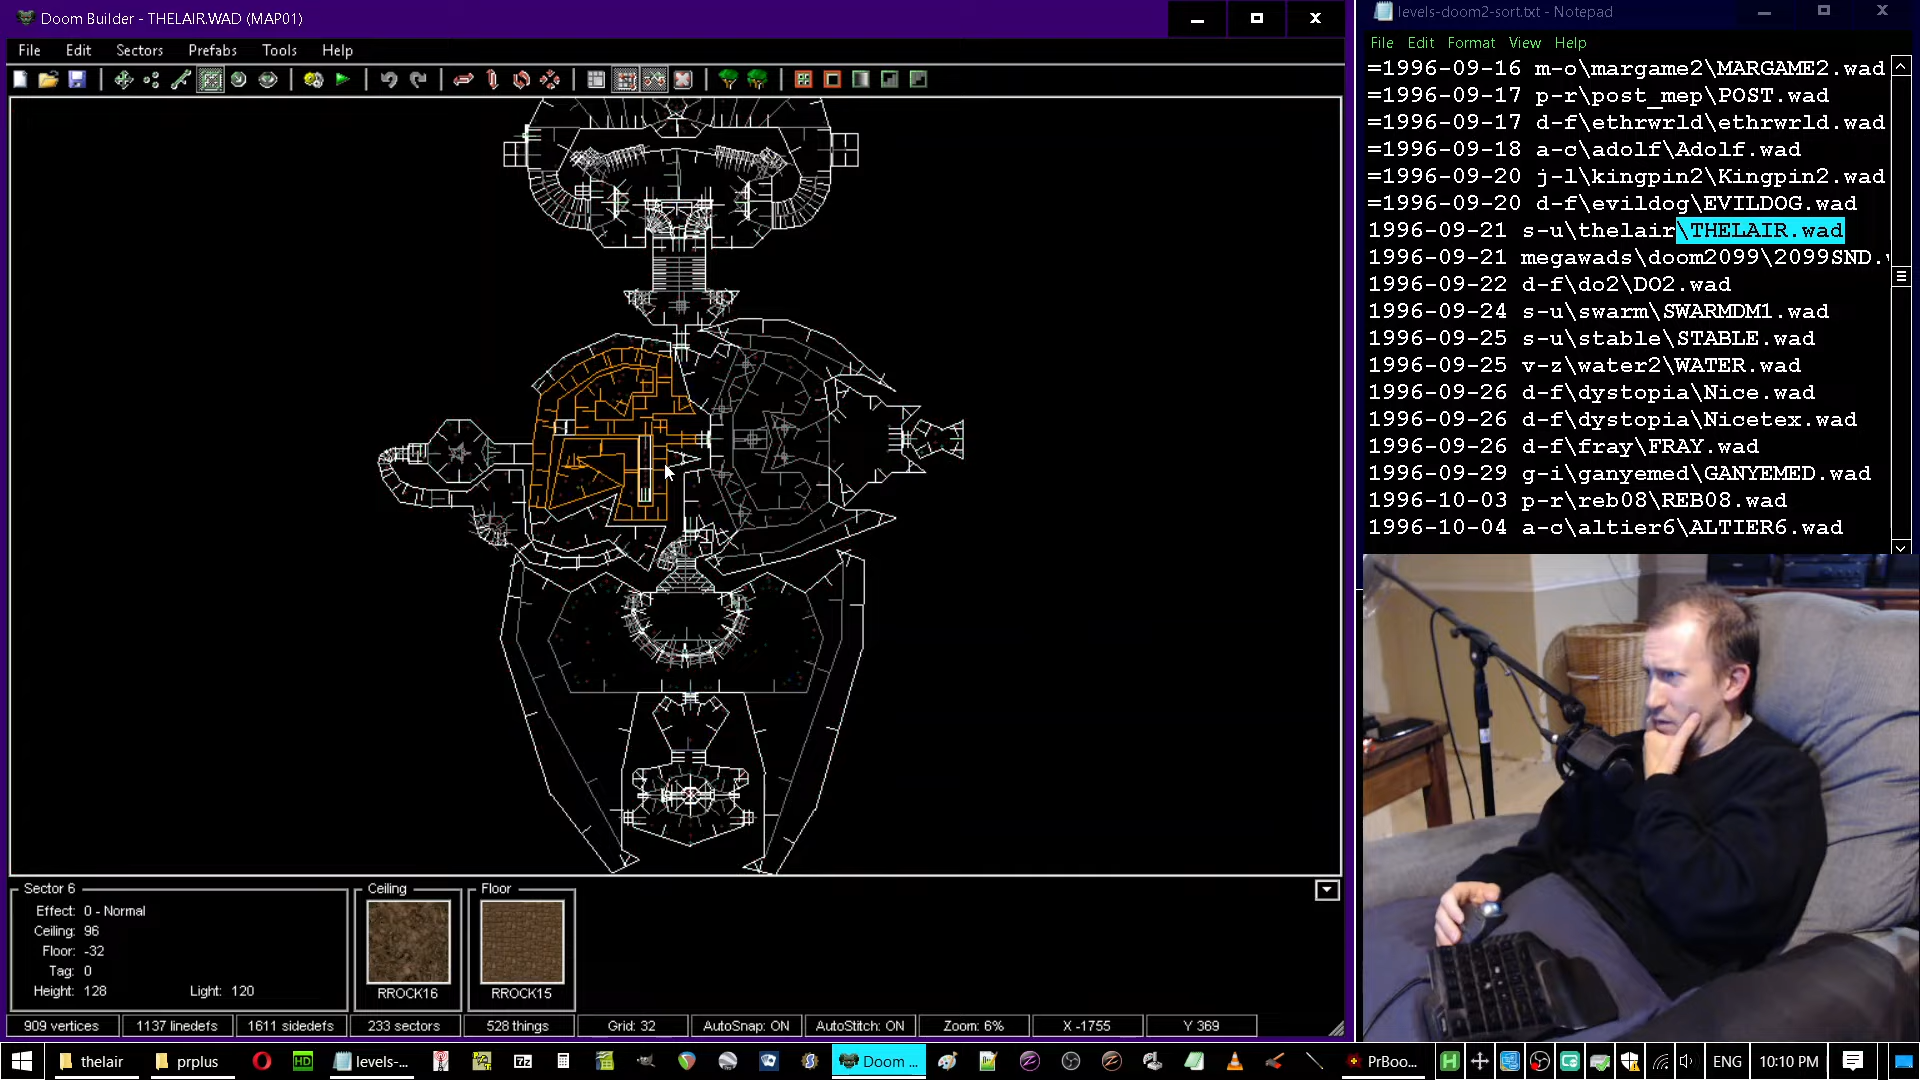 Doom Builder - THELAIR.WAD (MAP01)
File Edit Sectors Prefabs Tools Help
Sector 6
Effect: 0 - Normal
Ceiling: 96
Floor: -32
Tag: 0
Height: 128 Light: 120
Ceiling
RROCK16
Floor
RROCK15
909 vertices 1137 linedefs 1611 sidedefs 233 sectors 528 things Grid: 32 AutoSnap: ON AutoStitch: ON Zoom: 6% X -1755 Y 369
levels-doom2-sort.txt - Notepad
File Edit Format View Help
=1996-09-16 m-o\margame2\MARGAME2.wad
=1996-09-17 p-r\post_mep\POST.wad
=1996-09-17 d-f\ethrwrld\ethrwrld.wad
=1996-09-18 a-c\adolf\Adolf.wad
=1996-09-20 j-l\kingpin2\Kingpin2.wad
=1996-09-20 d-f\evildog\EVILDOG.wad
1996-09-21 s-u\thelair\THELAIR.wad
1996-09-21 megawads\doom2099\2099SND.
1996-09-22 d-f\do2\DO2.wad
1996-09-24 s-u\swarm\SWARMDM1.wad
1996-09-25 s-u\stable\STABLE.wad
1996-09-25 v-z\water2\WATER.wad
1996-09-26 d-f\dystopia\Nice.wad
1996-09-26 d-f\dystopia\Nicetex.wad
1996-09-26 d-f\fray\FRAY.wad
1996-09-29 g-i\ganyemed\GANYEMED.wad
1996-10-03 p-r\reb08\REB08.wad
1996-10-04 a-c\altier6\ALTIER6.wad
thelair prplus HD levels-... 7z Doom ... PrBoo... H ENG 10:10 PM